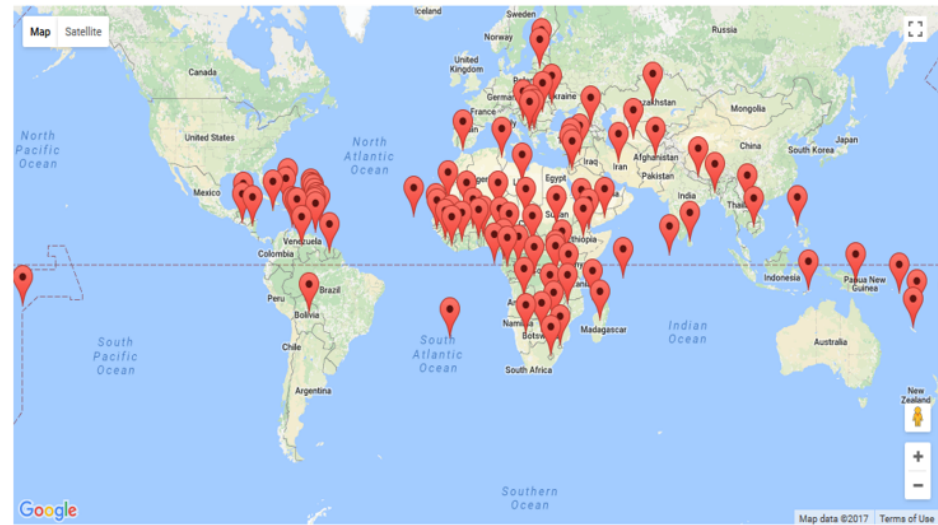 Map Satellite
Iceland
Sweden
Norway
Russia
United
Kingdom
Canada
Germany
Ukraine
France
Kazakhstan
Mongolia
North
Pacific
Ocean
North
Atlantic
Ocean
United States
Iraq
Iran
Afghanistan
Pakistan
China
South Korea
Japan
Mexico
Egypt
India
Sudan
Ethiopia
Venezuela
Colombia
Indonesia
Papua New
Guinea
Peru
Brazil
Bolivia
Madagascar
South
Pacific
Ocean
South
Atlantic
Ocean
Indian
Ocean
Chile
Australia
South Africa
Argentina
New
Zealand
+
−
Southern
Ocean
Google
Map data ©2017 Terms of Use